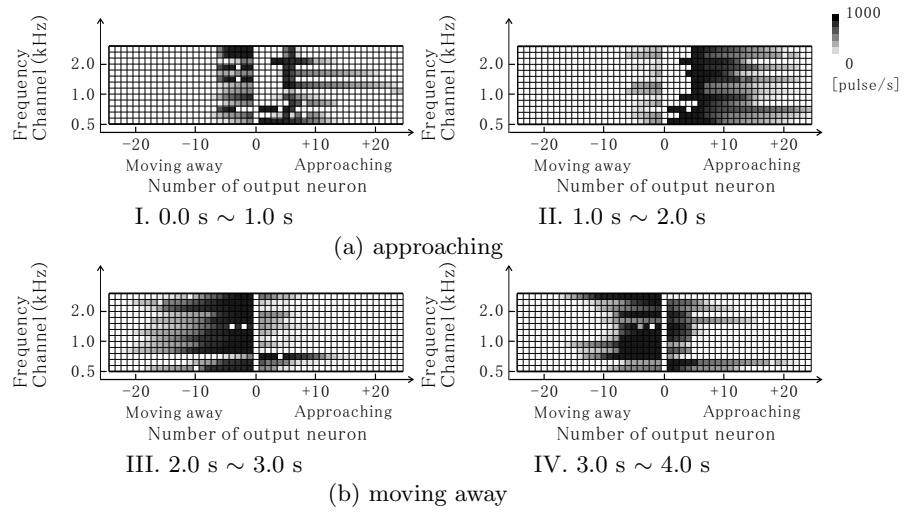 1000
0
[pulse/s]
Frequency
Channel (kHz)
2.0
1.0
0.5
-20 -10 0 +10 +20
Moving away Approaching
Number of output neuron
I. 0.0 s ~ 1.0 s
Frequency
Channel (kHz)
2.0
1.0
0.5
-20 -10 0 +10 +20
Moving away Approaching
Number of output neuron
II. 1.0 s ~ 2.0 s
(a) approaching
Frequency
Channel (kHz)
2.0
1.0
0.5
-20 -10 0 +10 +20
Moving away Approaching
Number of output neuron
III. 2.0 s ~ 3.0 s
Frequency
Channel (kHz)
2.0
1.0
0.5
-20 -10 0 +10 +20
Moving away Approaching
Number of output neuron
IV. 3.0 s ~ 4.0 s
(b) moving away